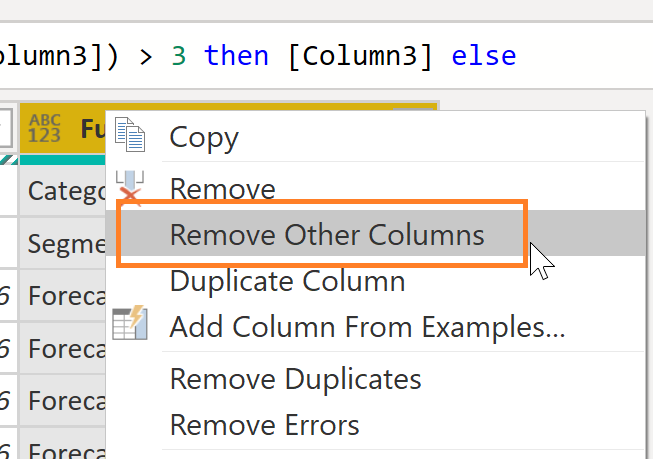 olumn3]) > 3 then [Column3] else
ABC
123
Fu
Copy
Catego
Remove
Segme
Remove Other Columns
6 Foreca
Duplicate Column
6 Foreca
Add Column From Examples...
6 Foreca
Remove Duplicates
6 Foreca
Remove Errors
Foreca